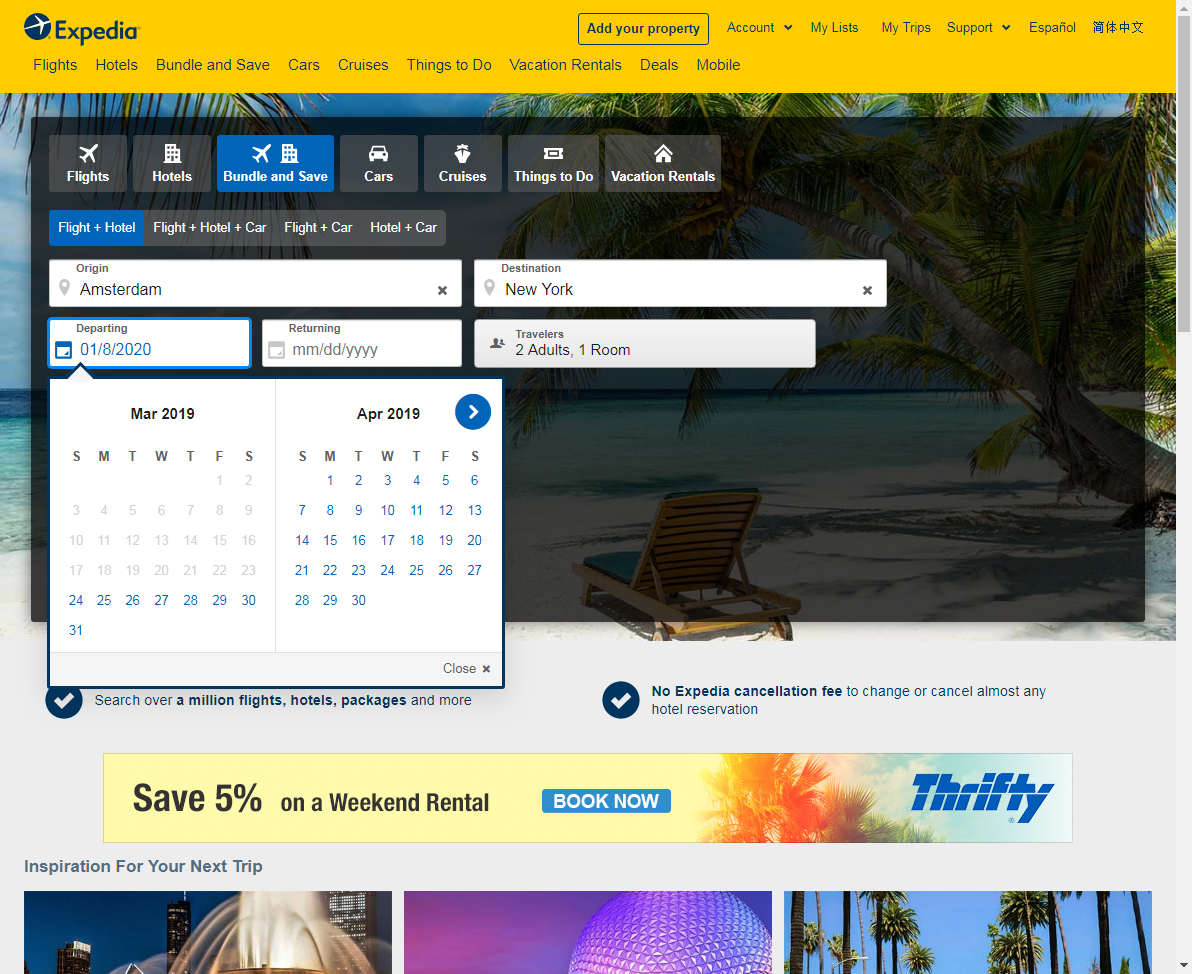 Expedia
Add your property
Account
My Lists
My Trips
Support
Español
简体中文
Flights
Hotels
Bundle and Save
Cars
Cruises
Things to Do
Vacation Rentals
Deals
Mobile
Flights
Hotels
Bundle and Save
Cars
Cruises
Things to Do
Vacation Rentals
Flight + Hotel
Flight + Hotel + Car
Flight + Car
Hotel + Car
Origin
Amsterdam
Destination
New York
Departing
01/8/2020
Returning
mm/dd/yyyy
Travelers
2 Adults, 1 Room
Mar 2019
S M T W T F S
1 2
3 4 5 6 7 8 9
10 11 12 13 14 15 16
17 18 19 20 21 22 23
24 25 26 27 28 29 30
31
Apr 2019
S M T W T F S
1 2 3 4 5 6
7 8 9 10 11 12 13
14 15 16 17 18 19 20
21 22 23 24 25 26 27
28 29 30
Close
Search over a million flights, hotels, packages and more
No Expedia cancellation fee to change or cancel almost any
hotel reservation
Save 5% on a Weekend Rental
BOOK NOW
Thrifty
Inspiration For Your Next Trip